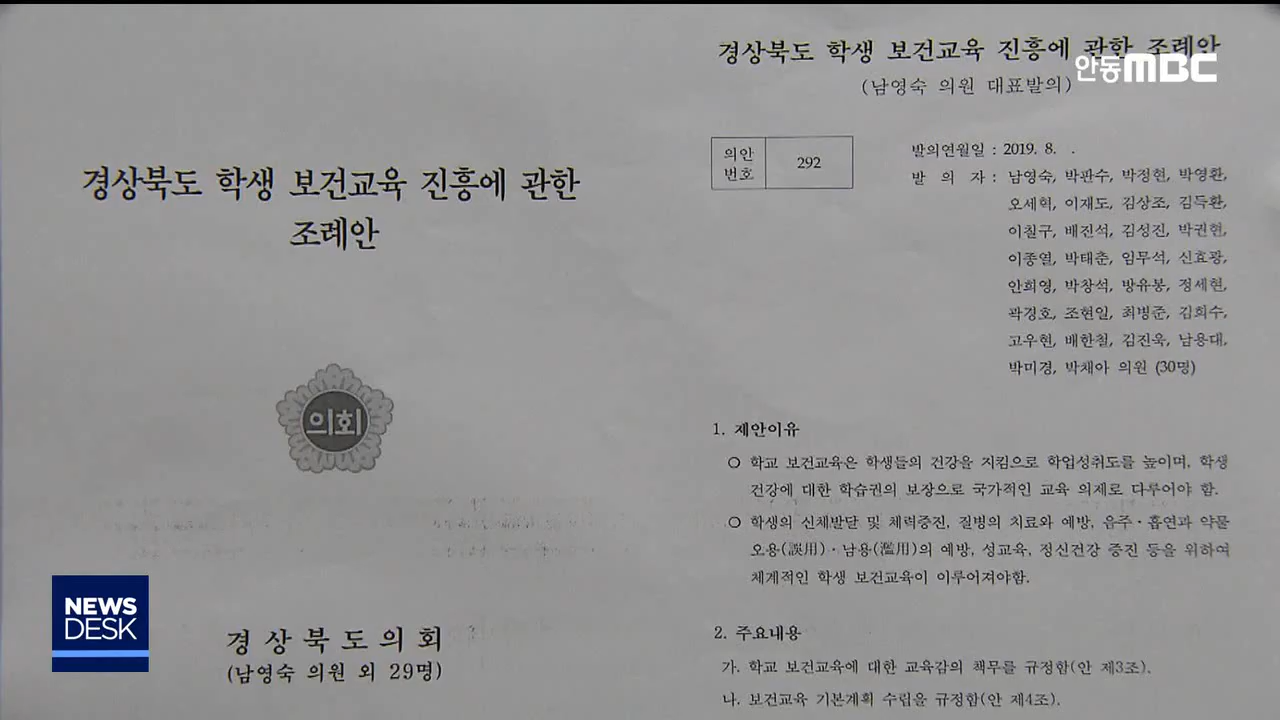 경상북도 학생 보건교육 진흥에 관한
조례안
의회
경상북도의회
(남영숙 의원 외 29명)
NEWS
DESK
안동MBC
경상북도 학생 보건교육 진흥에 관한 조례안
(남영숙 의원 대표발의)
의안
번호
292
발의연월일 : 2019. 8. .
발 의 자 : 남영숙, 박판수, 박정현, 박영환,
오세혁, 이재도, 김상조, 김득환,
이칠구, 배진석, 김성진, 박권현,
이종열, 박태춘, 임무석, 신효광,
안희영, 박창석, 방유봉, 정세현,
곽경호, 조현일, 최병준, 김희수,
고우현, 배한철, 김진욱, 남용대,
박미경, 박채아 의원 (30명)
1. 제안이유
○ 학교 보건교육은 학생들의 건강을 지킴으로 학업성취도를 높이며, 학생
건강에 대한 학습권의 보장으로 국가적인 교육 의제로 다루어야 함.
○ 학생의 신체발달 및 체력증진, 질병의 치료와 예방, 음주·흡연과 약물
오용(誤用)·남용(濫用)의 예방, 성교육, 정신건강 증진 등을 위하여
체계적인 학생 보건교육이 이루어져야함.
2. 주요내용
가. 학교 보건교육에 대한 교육감의 책무를 규정함(안 제3조).
나. 보건교육 기본계획 수립을 규정함(안 제4조).